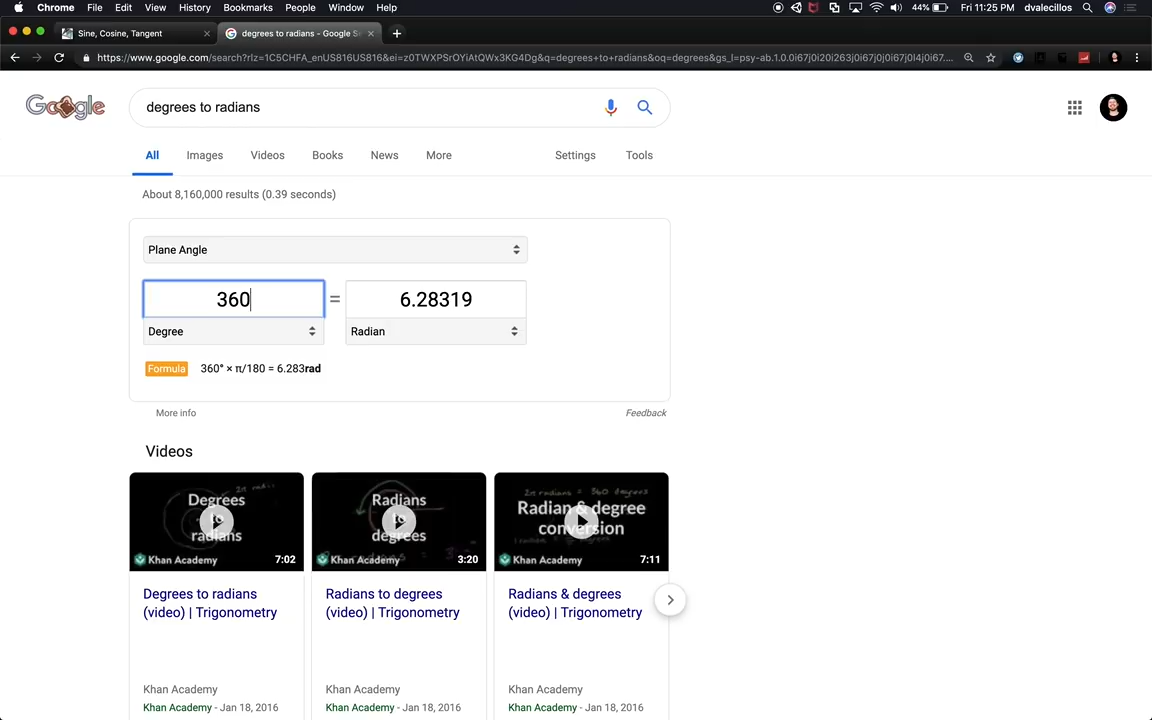 Chrome File Edit View History Bookmarks People Window Help 44% Fri 11:25 PM dvalecillos
Sine, Cosine, Tangent degrees to radians - Google Se
https://www.google.com/search?rlz=1C5CHFA_enUS816US816&ei=z0TWXPSrOYiAtQWx3KG4Dg&q=degrees+to+radians&oq=degrees&gs_l=psy-ab.1.0.0i67j0i20i263j0i67j0j0i67j0l4j0i67....
Google degrees to radians
All Images Videos Books News More Settings Tools
About 8,160,000 results (0.39 seconds)
Plane Angle
360 = 6.28319
Degree Radian
Formula 360° × π/180 = 6.283rad
More info Feedback
Videos
Degrees to radians
Radians to degrees
Radian & degree conversion
Khan Academy 7:02 Khan Academy 3:20 Khan Academy 7:11
Degrees to radians Radians to degrees Radians & degrees
(video) | Trigonometry (video) | Trigonometry (video) | Trigonometry
Khan Academy Khan Academy Khan Academy
Khan Academy - Jan 18, 2016 Khan Academy - Jan 18, 2016 Khan Academy - Jan 18, 2016